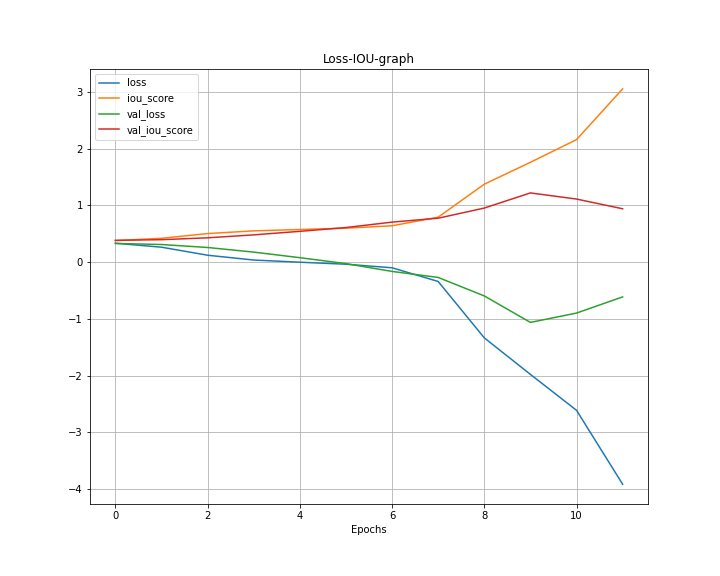 Loss-IOU-graph
loss
iou_score
val_loss
val_iou_score
3
2
1
0
−1
−2
−3
−4
0 2 4 6 8 10
Epochs